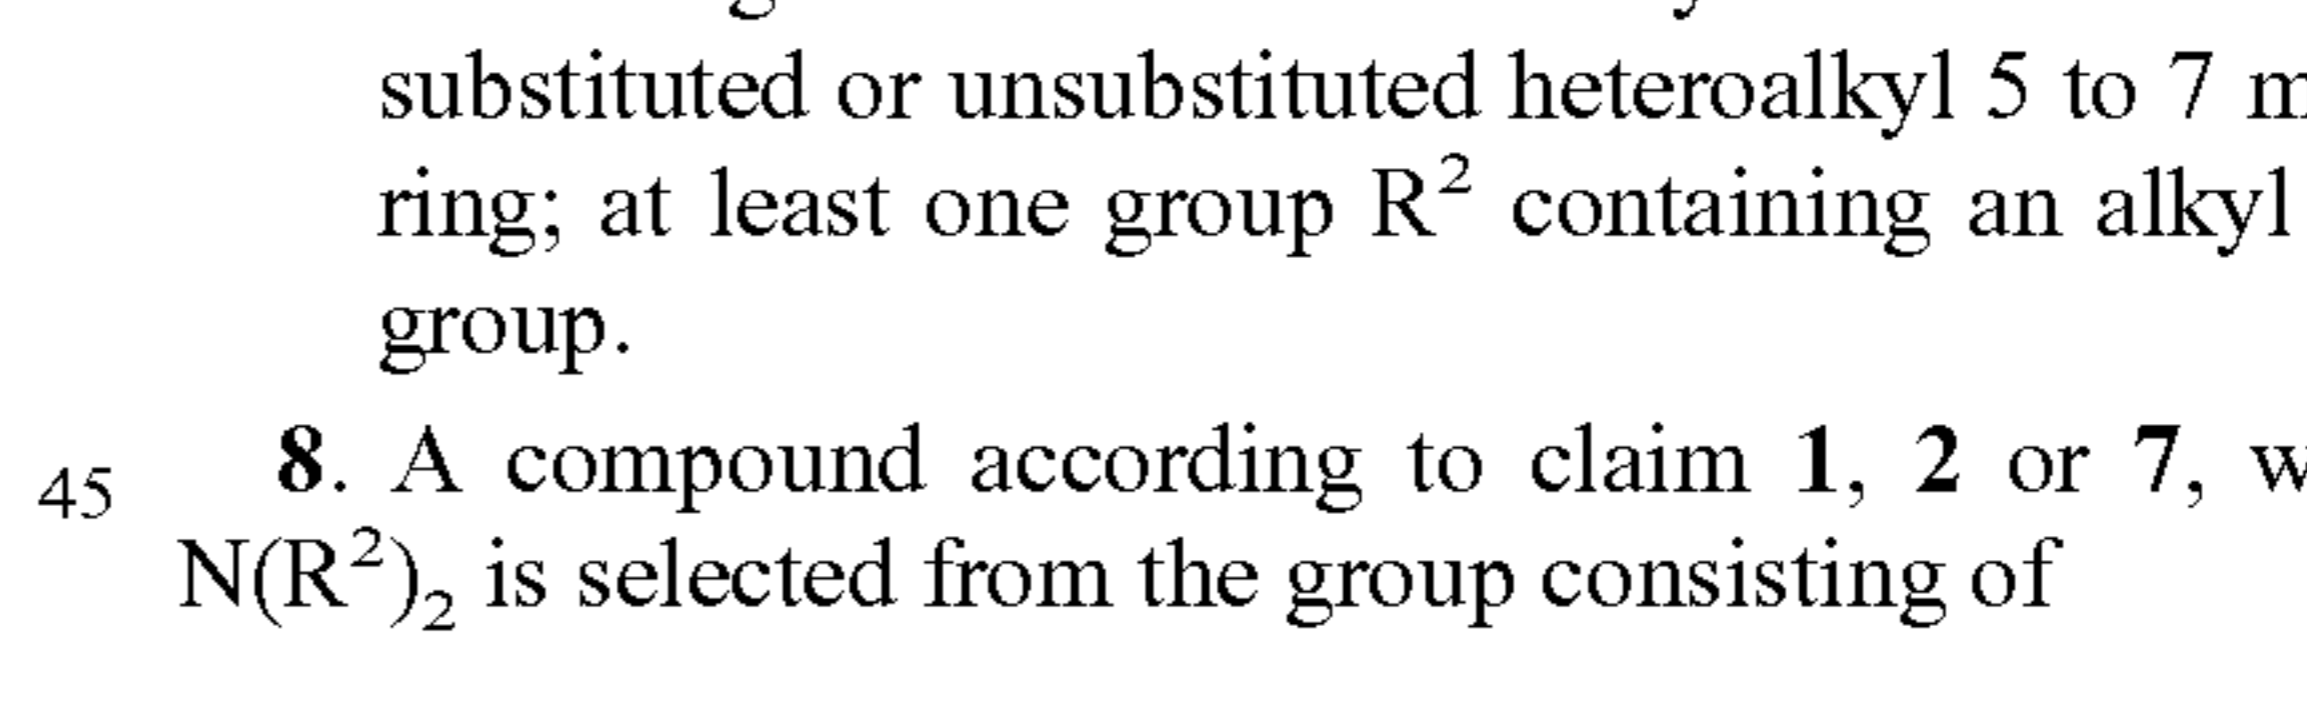 substituted or unsubstituted heteroalkyl 5 to 7
ring; at least one group R² containing an alkyl
group.
45 8. A compound according to claim 1, 2 or 7,
N(R²)₂ is selected from the group consisting of